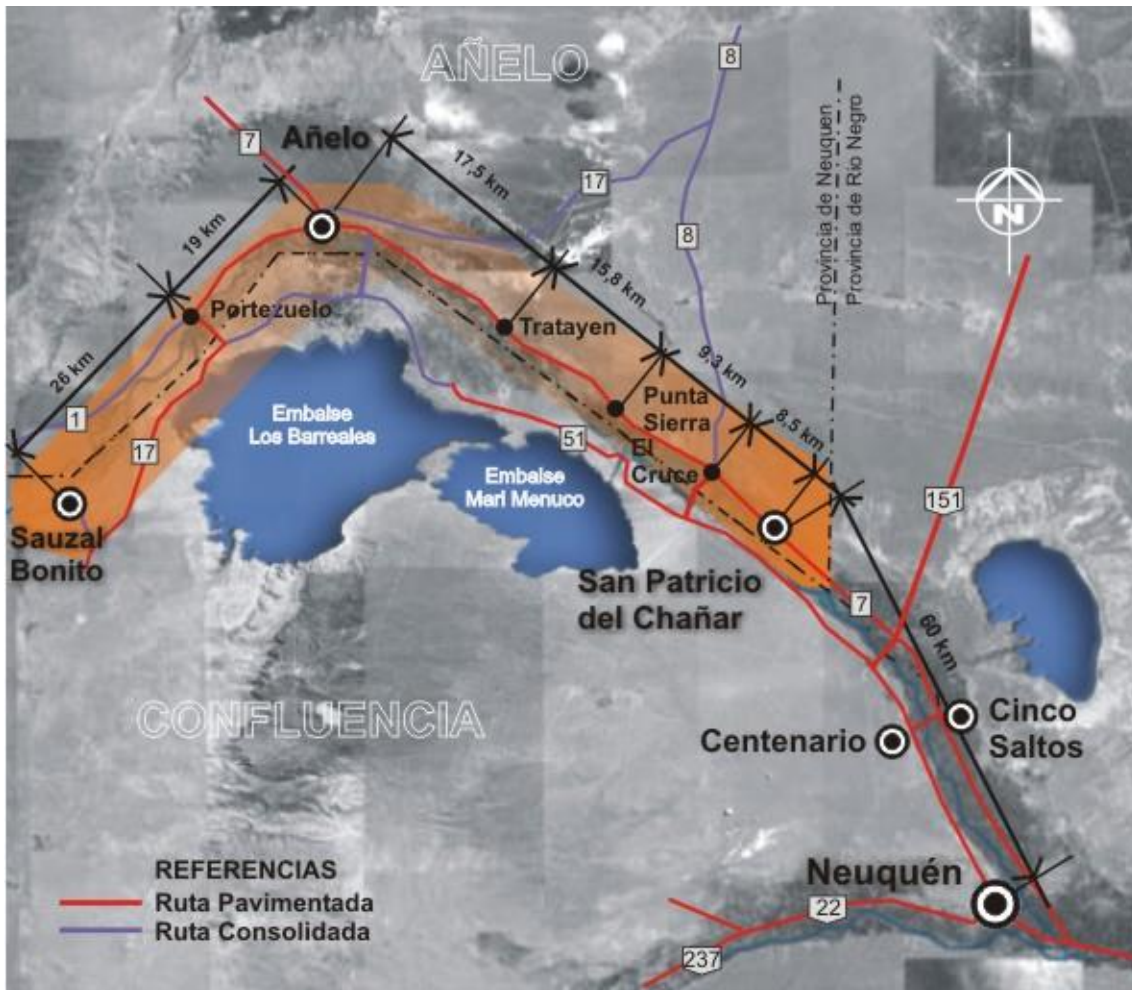 AÑELO
8
7
Añelo
17,5 km
17
19 km
8
N
Provincia de Neuquen
Provincia de Rio Negro
15,8 km
Portezuelo
Tratayen
26 km
9,3 km
1
Punta
Sierra
Embalse
Los Barreales
8,5 km
17
51
El
Cruce
Embalse
Mari Menuco
151
Sauzal
Bonito
San Patricio
del Chañar
7
60 km
CONFLUENCIA
Cinco
Saltos
Centenario
REFERENCIAS
Ruta Pavimentada
Ruta Consolidada
Neuquén
22
237